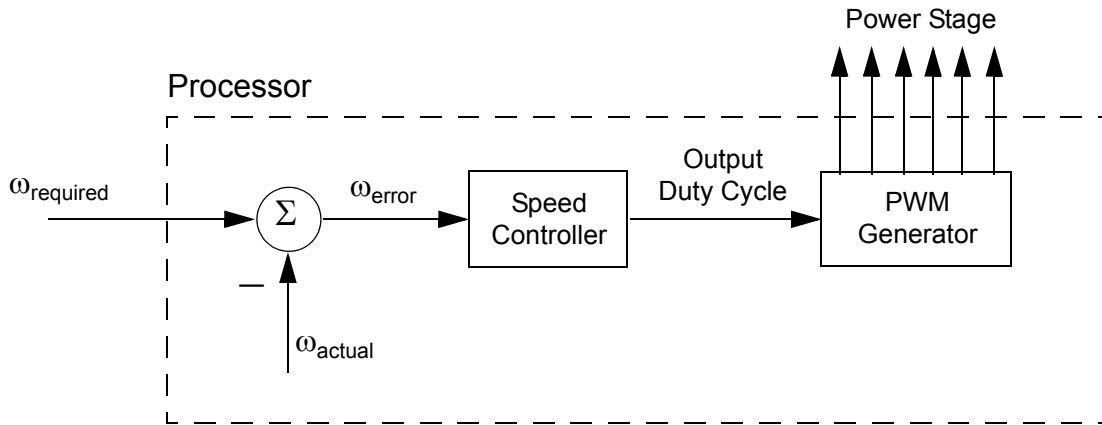 Power Stage
Processor
ωrequired
Σ
ωerror
Speed
Controller
Output
Duty Cycle
PWM
Generator
–
ωactual